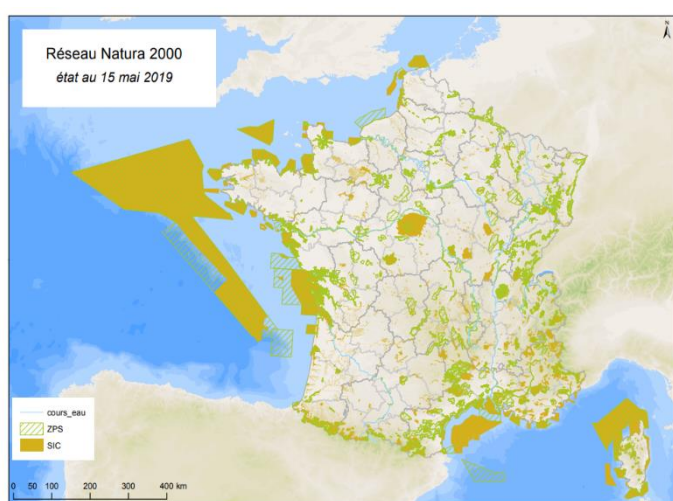 Réseau Natura 2000
état au 15 mai 2019
N
cours_eau
ZPS
SIC
0 50 100 200 300 400 km